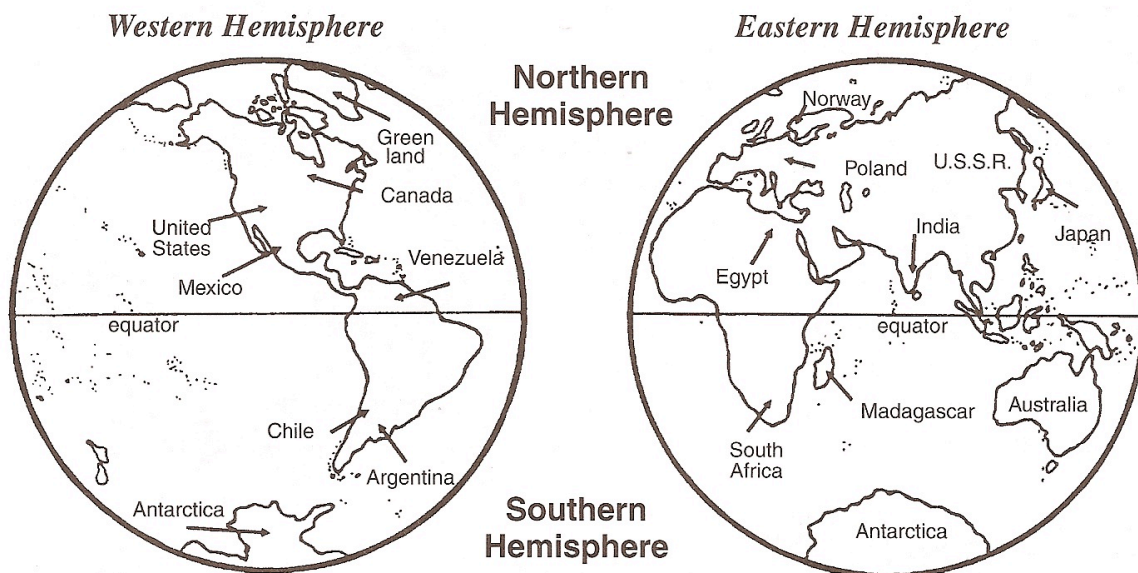 Western Hemisphere
Eastern Hemisphere
Northern
Hemisphere
Green
land
Canada
United
States
Mexico
Venezuela
equator
Chile
Argentina
Antarctica
Norway
Poland
U.S.S.R.
India
Japan
Egypt
equator
Madagascar
South
Africa
Australia
Antarctica
Southern
Hemisphere